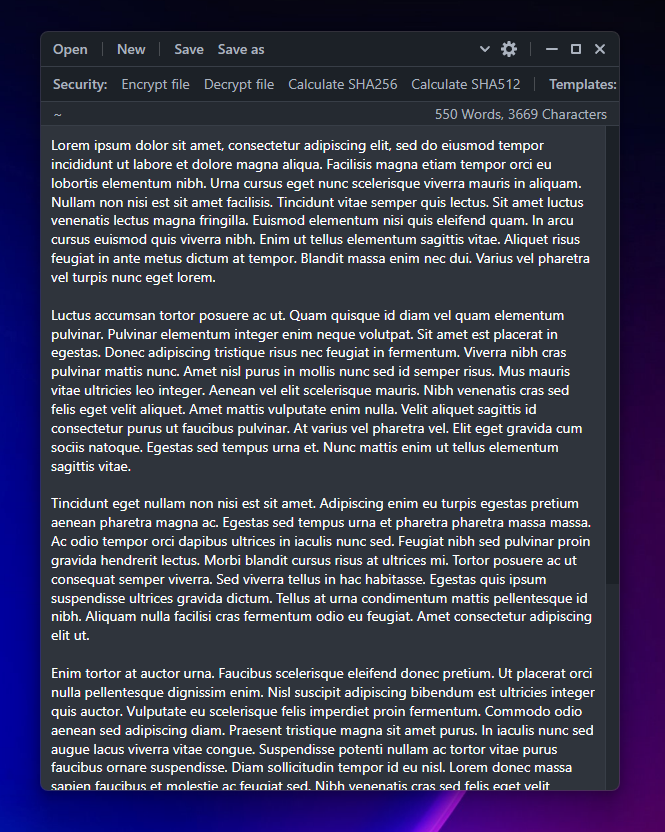 Open New Save Save as
Security: Encrypt file Decrypt file Calculate SHA256 Calculate SHA512 Templates:
~ 550 Words, 3669 Characters
Lorem ipsum dolor sit amet, consectetur adipiscing elit, sed do eiusmod tempor
incididunt ut labore et dolore magna aliqua. Facilisis magna etiam tempor orci eu
lobortis elementum nibh. Urna cursus eget nunc scelerisque viverra mauris in aliquam.
Nullam non nisi est sit amet facilisis. Tincidunt vitae semper quis lectus. Sit amet luctus
venenatis lectus magna fringilla. Euismod elementum nisi quis eleifend quam. In arcu
cursus euismod quis viverra nibh. Enim ut tellus elementum sagittis vitae. Aliquet risus
feugiat in ante metus dictum at tempor. Blandit massa enim nec dui. Varius vel pharetra
vel turpis nunc eget lorem.
Luctus accumsan tortor posuere ac ut. Quam quisque id diam vel quam elementum
pulvinar. Pulvinar elementum integer enim neque volutpat. Sit amet est placerat in
egestas. Donec adipiscing tristique risus nec feugiat in fermentum. Viverra nibh cras
pulvinar mattis nunc. Amet nisl purus in mollis nunc sed id semper risus. Mus mauris
vitae ultricies leo integer. Aenean vel elit scelerisque mauris. Nibh venenatis cras sed
felis eget velit aliquet. Amet mattis vulputate enim nulla. Velit aliquet sagittis id
consectetur purus ut faucibus pulvinar. At varius vel pharetra vel. Elit eget gravida cum
sociis natoque. Egestas sed tempus urna et. Nunc mattis enim ut tellus elementum
sagittis vitae.
Tincidunt eget nullam non nisi est sit amet. Adipiscing enim eu turpis egestas pretium
aenean pharetra magna ac. Egestas sed tempus urna et pharetra pharetra massa massa.
Ac odio tempor orci dapibus ultrices in iaculis nunc sed. Feugiat nibh sed pulvinar proin
gravida hendrerit lectus. Morbi blandit cursus risus at ultrices mi. Tortor posuere ac ut
consequat semper viverra. Sed viverra tellus in hac habitasse. Egestas quis ipsum
suspendisse ultrices gravida dictum. Tellus at urna condimentum mattis pellentesque id
nibh. Aliquam nulla facilisi cras fermentum odio eu feugiat. Amet consectetur adipiscing
elit ut.
Enim tortor at auctor urna. Faucibus scelerisque eleifend donec pretium. Ut placerat orci
nulla pellentesque dignissim enim. Nisl suscipit adipiscing bibendum est ultricies integer
quis auctor. Vulputate eu scelerisque felis imperdiet proin fermentum. Commodo odio
aenean sed adipiscing diam. Praesent tristique magna sit amet purus. In iaculis nunc sed
augue lacus viverra vitae congue. Suspendisse potenti nullam ac tortor vitae purus
faucibus ornare suspendisse. Diam sollicitudin tempor id eu nisl. Lorem donec massa
sapien faucibus et molestie ac feugiat sed. Nibh venenatis cras sed felis eget velit